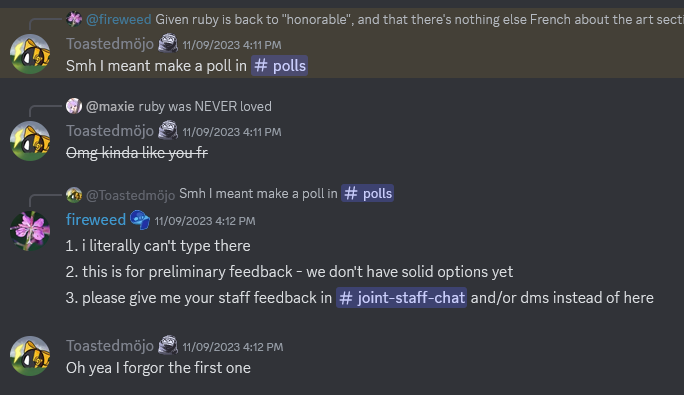 @fireweed Given ruby is back to "honorable", and that there's nothing else French about the art secti
Toastedmöjo 11/09/2023 4:11 PM
Smh I meant make a poll in # polls
@maxie ruby was NEVER loved
Toastedmöjo 11/09/2023 4:11 PM
Omg kinda like you fr
@Toastedmöjo Smh I meant make a poll in # polls
fireweed 11/09/2023 4:12 PM
1. i literally can't type there
2. this is for preliminary feedback - we don't have solid options yet
3. please give me your staff feedback in # joint-staff-chat and/or dms instead of here
Toastedmöjo 11/09/2023 4:12 PM
Oh yea I forgor the first one